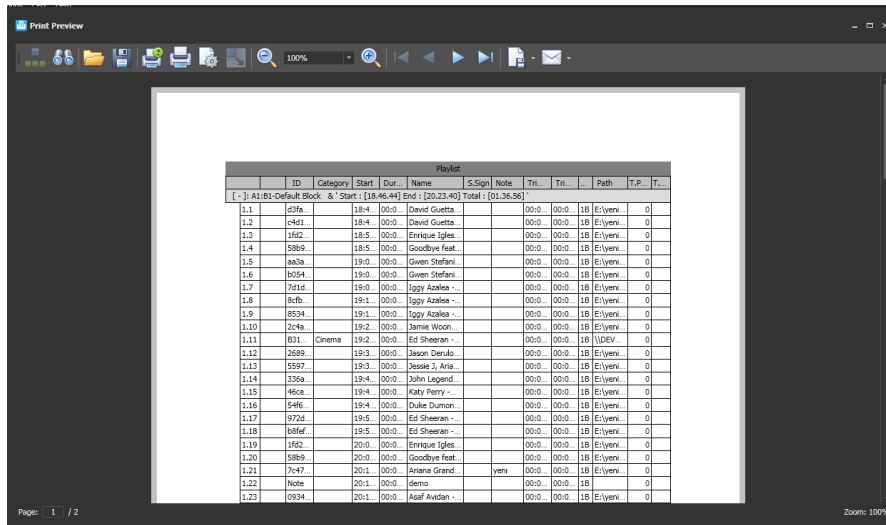 Print Preview
100%
Playlist
ID Category Start Dur... Name S.Sign Note Tri... Tri... ... Path T.P... T...
[ - ]: A1:B1-Default Block & ' Start : [18.46.44] End : [20.23.40] Total : [01.36.56] '
1.1 d3fa... 18:4... 00:0... David Guetta... 00:0... 00:0... 1B E:\yeni... 0
1.2 c4d1... 18:4... 00:0... David Guetta... 00:0... 00:0... 1B E:\yeni... 0
1.3 1fd2... 18:5... 00:0... Enrique Igles... 00:0... 00:0... 1B E:\yeni... 0
1.4 58b9... 18:5... 00:0... Goodbye feat... 00:0... 00:0... 1B E:\yeni... 0
1.5 aa3a... 19:0... 00:0... Gwen Stefani... 00:0... 00:0... 1B E:\yeni... 0
1.6 b054... 19:0... 00:0... Gwen Stefani... 00:0... 00:0... 1B E:\yeni... 0
1.7 7d1d... 19:0... 00:0... Iggy Azalea -... 00:0... 00:0... 1B E:\yeni... 0
1.8 8cfb... 19:1... 00:0... Iggy Azalea -... 00:0... 00:0... 1B E:\yeni... 0
1.9 8534... 19:1... 00:0... Iggy Azalea -... 00:0... 00:0... 1B E:\yeni... 0
1.10 2c4a... 19:2... 00:0... Jamie Woon... 00:0... 00:0... 1B E:\yeni... 0
1.11 B31... Cinema 19:2... 00:0... Ed Sheeran -... 00:0... 00:0... 1B \\DEV... 0
1.12 2689... 19:3... 00:0... Jason Derulo... 00:0... 00:0... 1B E:\yeni... 0
1.13 5597... 19:3... 00:0... Jessie J, Aria... 00:0... 00:0... 1B E:\yeni... 0
1.14 336a... 19:4... 00:0... John Legend... 00:0... 00:0... 1B E:\yeni... 0
1.15 46ce... 19:4... 00:0... Katy Perry -... 00:0... 00:0... 1B E:\yeni... 0
1.16 54f6... 19:4... 00:0... Duke Dumon... 00:0... 00:0... 1B E:\yeni... 0
1.17 972d... 19:5... 00:0... Ed Sheeran -... 00:0... 00:0... 1B E:\yeni... 0
1.18 b8fef... 19:5... 00:0... Ed Sheeran -... 00:0... 00:0... 1B E:\yeni... 0
1.19 1fd2... 20:0... 00:0... Enrique Igles... 00:0... 00:0... 1B E:\yeni... 0
1.20 58b9... 20:0... 00:0... Goodbye feat... 00:0... 00:0... 1B E:\yeni... 0
1.21 7c47... 20:1... 00:0... Ariana Grand... yeni 00:0... 00:0... 1B E:\yeni... 0
1.22 Note 20:1... 00:0... demo 00:0... 00:0... 1B 0
1.23 0934... 20:1... 00:0... Asaf Avidan -... 00:0... 00:0... 1B E:\yeni... 0
Page: 1 / 2 Zoom: 100%